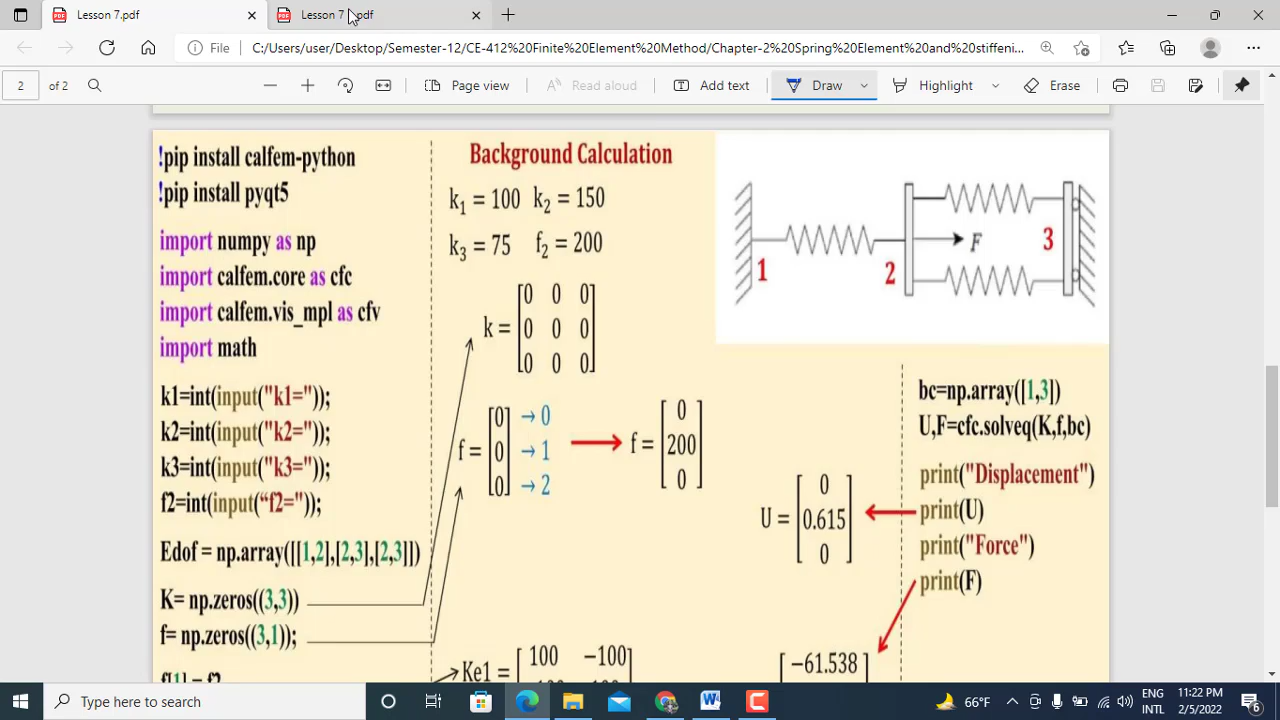 Lesson 7.pdf
Lesson 7.pdf
File
C:/Users/user/Desktop/Semester-12/CE-412%20Finite%20Element%20Method/Chapter-2%20Spring%20Element%20and%20stiffeni...
2
of 2
Page view
Read aloud
Add text
Draw
Highlight
Erase
!pip install calfem-python
!pip install pyqt5
import numpy as np
import calfem.core as cfc
import calfem.vis_mpl as cfv
import math
k1=int(input("k1="));
k2=int(input("k2="));
k3=int(input("k3="));
f2=int(input("f2="));
Edof = np.array([[1,2],[2,3],[2,3]])
K= np.zeros((3,3))
f= np.zeros((3,1));
f[1] = f2
Background Calculation
k₁ = 100 k₂ = 150
k₃ = 75 f₂ = 200
k = [0 0 0]
[0 0 0]
[0 0 0]
f = [0] → 0
[0] → 1
[0] → 2
f = [0]
[200]
[0]
Ke1 = [100 −100]
1 2 3 F
U = [0]
[0.615]
[0]
[−61.538]
bc=np.array([1,3])
U,F=cfc.solveq(K,f,bc)
print("Displacement")
print(U)
print("Force")
print(F)
Type here to search
66°F
ENG
INTL
11:22 PM
2/5/2022
6